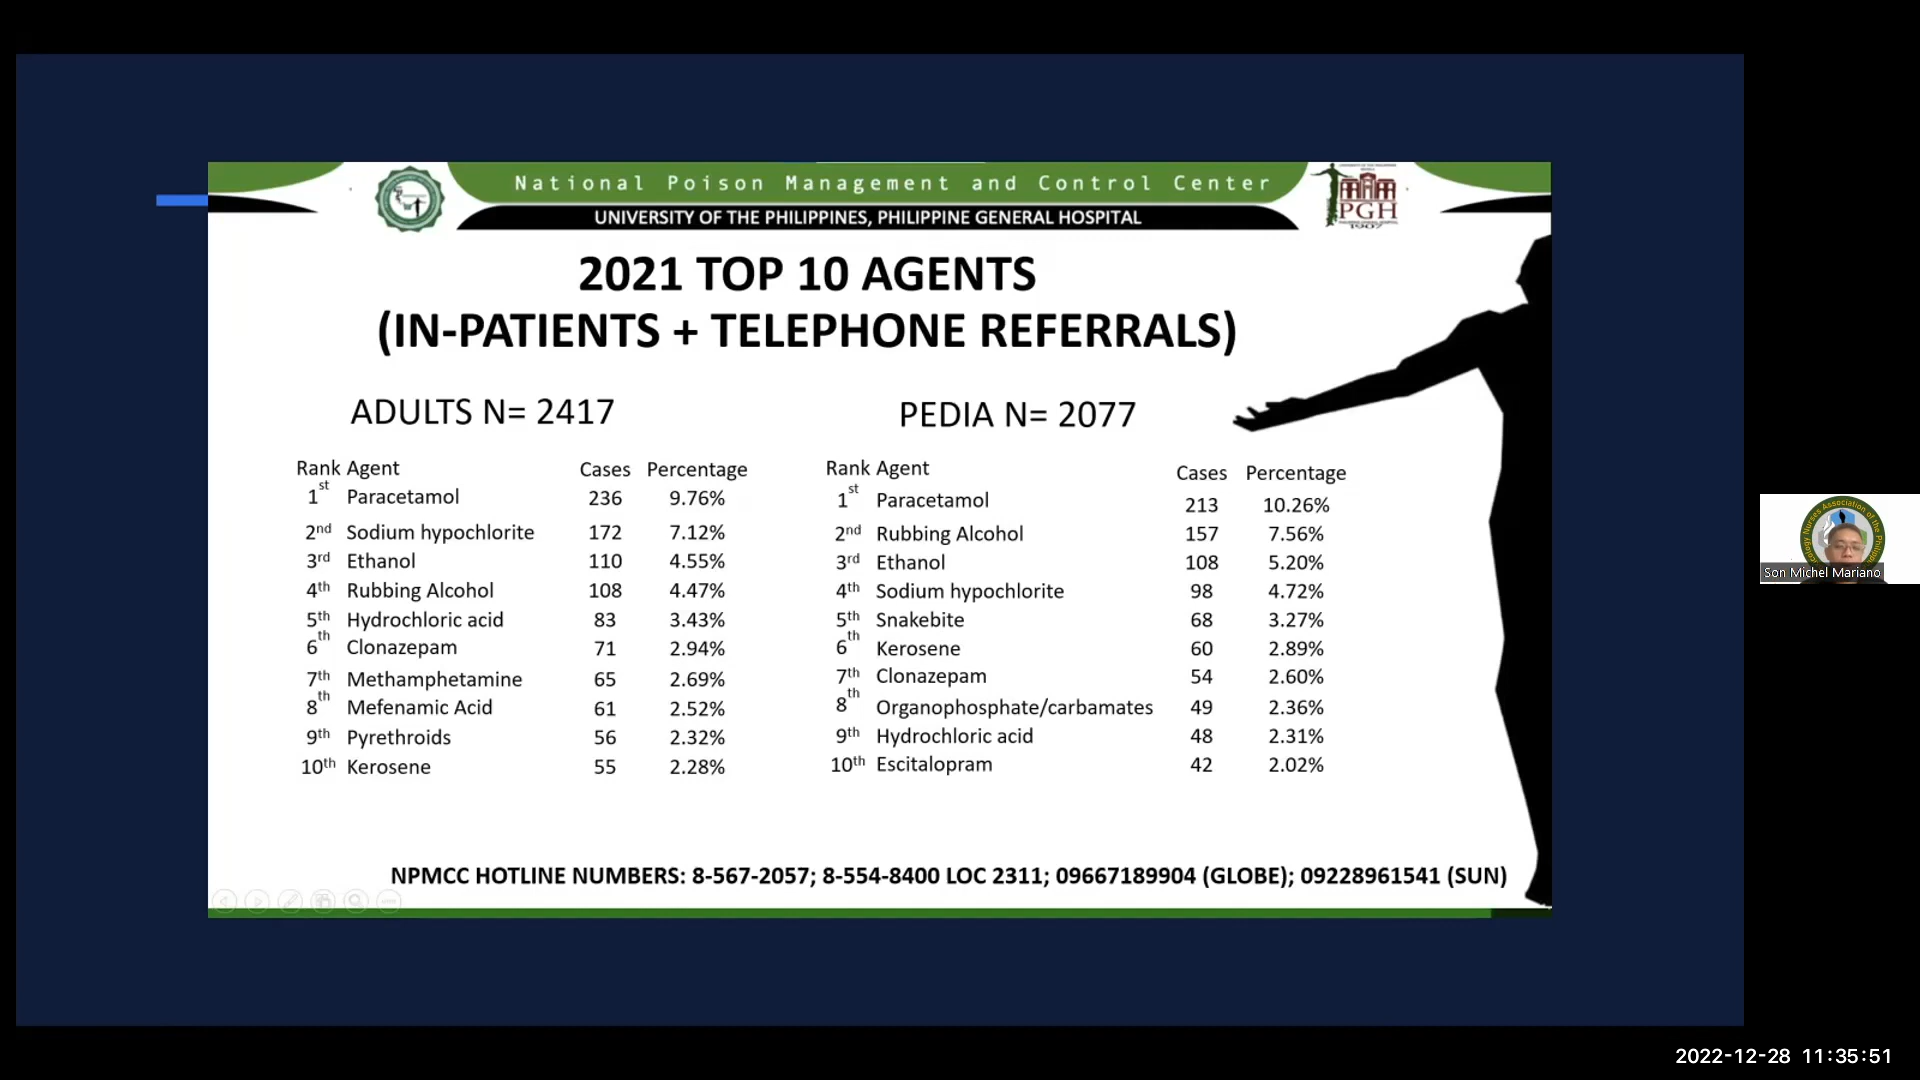 National Poison Management and Control Center
UNIVERSITY OF THE PHILIPPINES, PHILIPPINE GENERAL HOSPITAL
PGH
1907
2021 TOP 10 AGENTS
(IN-PATIENTS + TELEPHONE REFERRALS)
ADULTS N= 2417
Rank Agent Cases Percentage
1st Paracetamol 236 9.76%
2nd Sodium hypochlorite 172 7.12%
3rd Ethanol 110 4.55%
4th Rubbing Alcohol 108 4.47%
5th Hydrochloric acid 83 3.43%
6th Clonazepam 71 2.94%
7th Methamphetamine 65 2.69%
8th Mefenamic Acid 61 2.52%
9th Pyrethroids 56 2.32%
10th Kerosene 55 2.28%
PEDIA N= 2077
Rank Agent Cases Percentage
1st Paracetamol 213 10.26%
2nd Rubbing Alcohol 157 7.56%
3rd Ethanol 108 5.20%
4th Sodium hypochlorite 98 4.72%
5th Snakebite 68 3.27%
6th Kerosene 60 2.89%
7th Clonazepam 54 2.60%
8th Organophosphate/carbamates 49 2.36%
9th Hydrochloric acid 48 2.31%
10th Escitalopram 42 2.02%
NPMCC HOTLINE NUMBERS: 8-567-2057; 8-554-8400 LOC 2311; 09667189904 (GLOBE); 09228961541 (SUN)
Nurses Association of the
Son Michel Mariano
2022-12-28 11:35:51